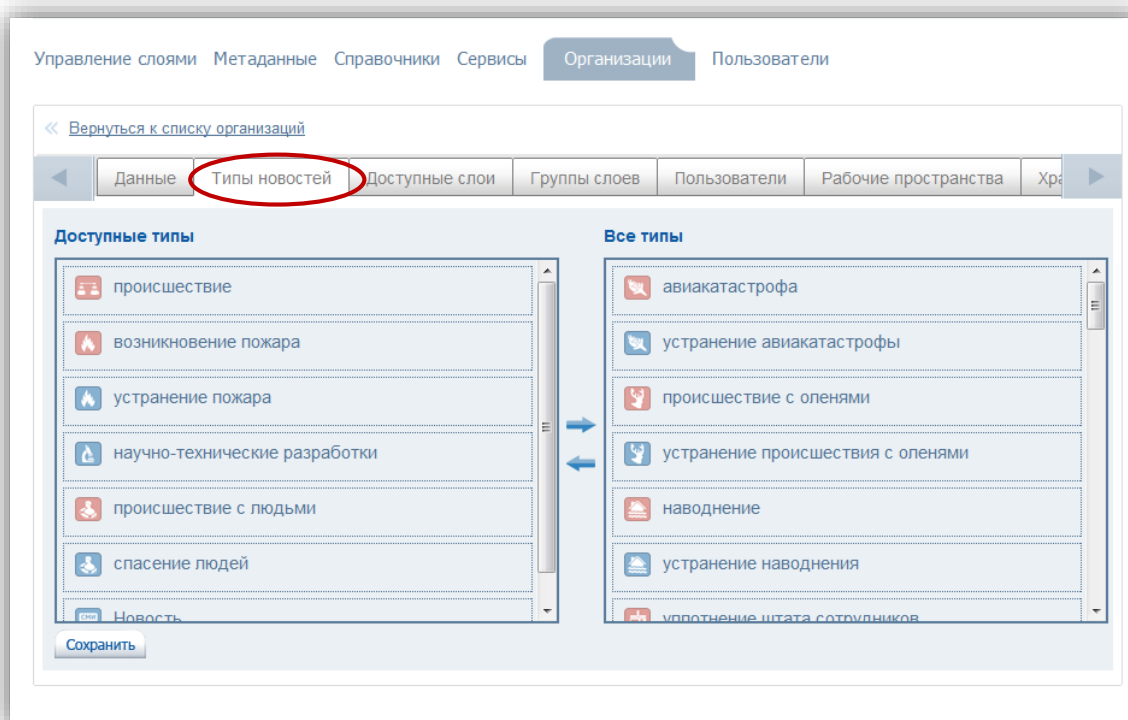 Управление слоями Метаданные Справочники Сервисы Организации Пользователи
Вернуться к списку организаций
Данные Типы новостей Доступные слои Группы слоев Пользователи Рабочие пространства Хра
Доступные типы Все типы
происшествие
возникновение пожара
устранение пожара
научно-технические разработки
происшествие с людьми
спасение людей
Новость
авиакатастрофа
устранение авиакатастрофы
происшествие с оленями
устранение происшествия с оленями
наводнение
устранение наводнения
уплотнение штата сотрудников
Сохранить